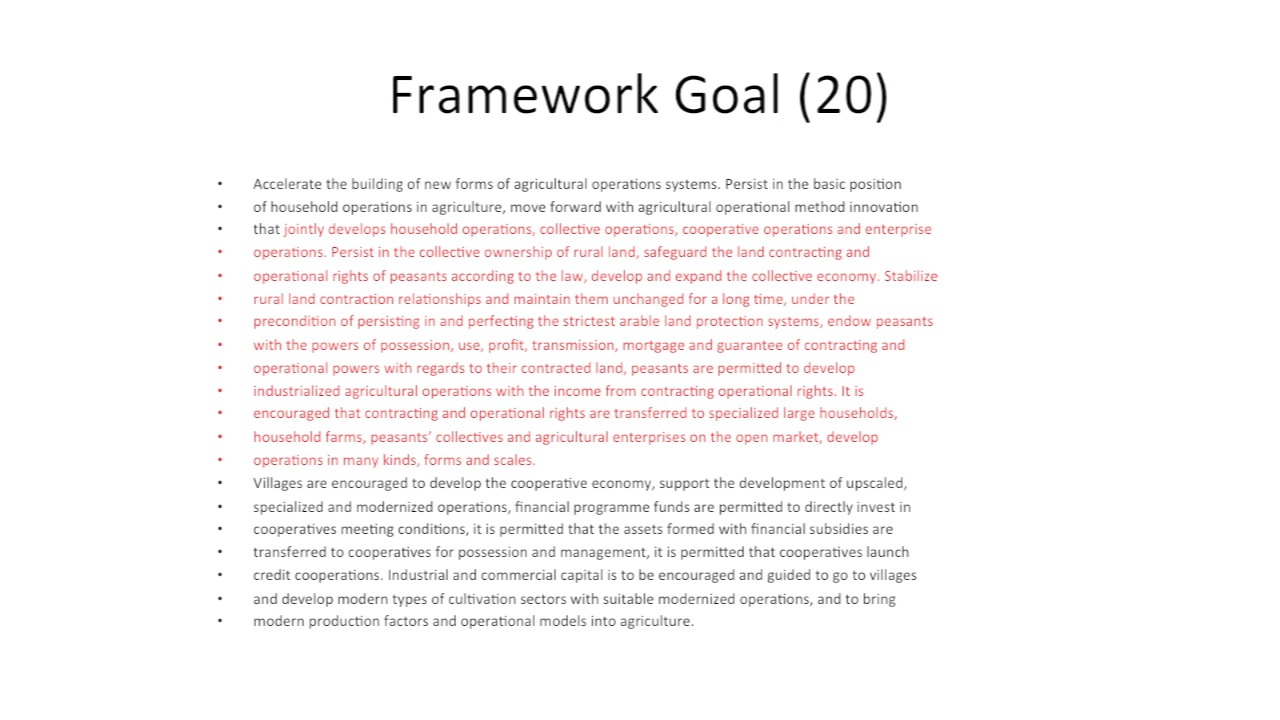 Framework Goal (20)
• Accelerate the building of new forms of agricultural operations systems. Persist in the basic position
• of household operations in agriculture, move forward with agricultural operational method innovation
• that jointly develops household operations, collective operations, cooperative operations and enterprise
• operations. Persist in the collective ownership of rural land, safeguard the land contracting and
• operational rights of peasants according to the law, develop and expand the collective economy. Stabilize
• rural land contraction relationships and maintain them unchanged for a long time, under the
• precondition of persisting in and perfecting the strictest arable land protection systems, endow peasants
• with the powers of possession, use, profit, transmission, mortgage and guarantee of contracting and
• operational powers with regards to their contracted land, peasants are permitted to develop
• industrialized agricultural operations with the income from contracting operational rights. It is
• encouraged that contracting and operational rights are transferred to specialized large households,
• household farms, peasants’ collectives and agricultural enterprises on the open market, develop
• operations in many kinds, forms and scales.
• Villages are encouraged to develop the cooperative economy, support the development of upscaled,
• specialized and modernized operations, financial programme funds are permitted to directly invest in
• cooperatives meeting conditions, it is permitted that the assets formed with financial subsidies are
• transferred to cooperatives for possession and management, it is permitted that cooperatives launch
• credit cooperations. Industrial and commercial capital is to be encouraged and guided to go to villages
• and develop modern types of cultivation sectors with suitable modernized operations, and to bring
• modern production factors and operational models into agriculture.